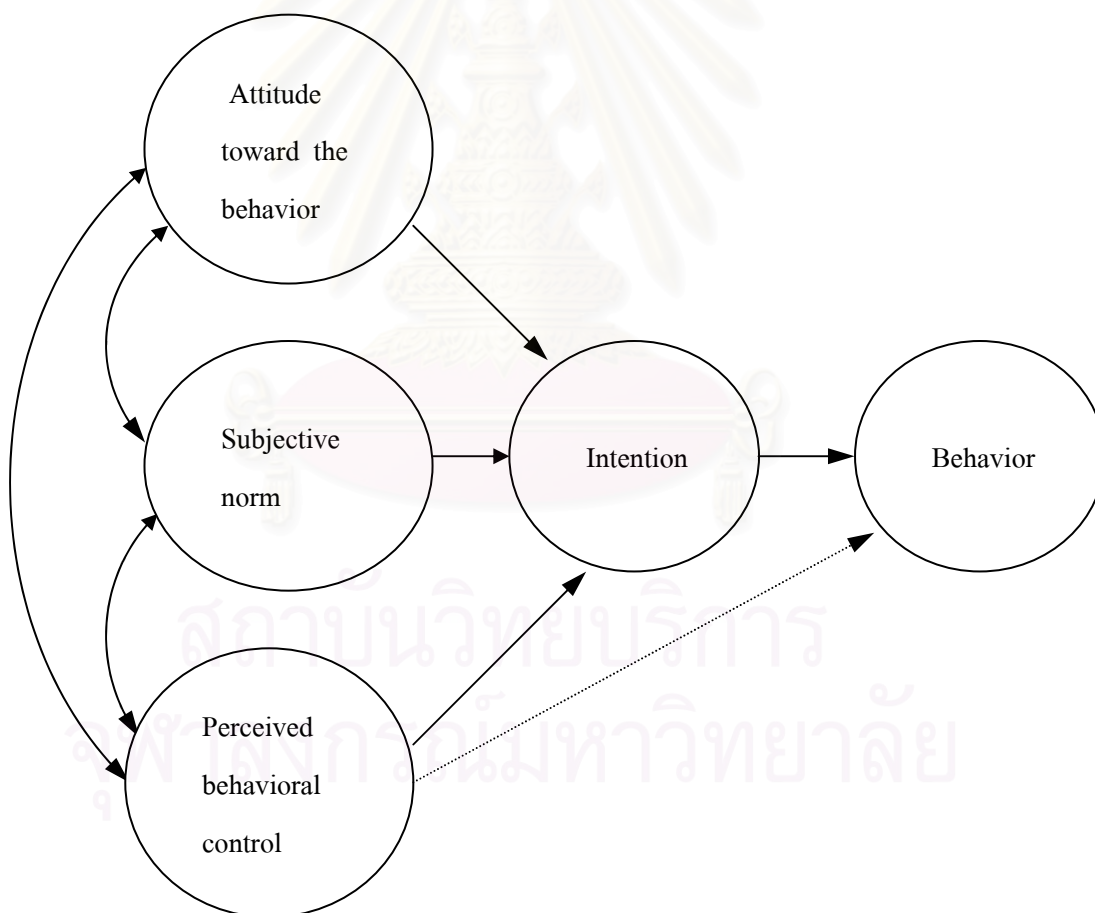 Attitude
toward the
behavior
Subjective
norm
Intention
Behavior
Perceived
behavioral
control
สถาบันวิทยบริการ
จุฬาลงกรณ์มหาวิทยาลัย